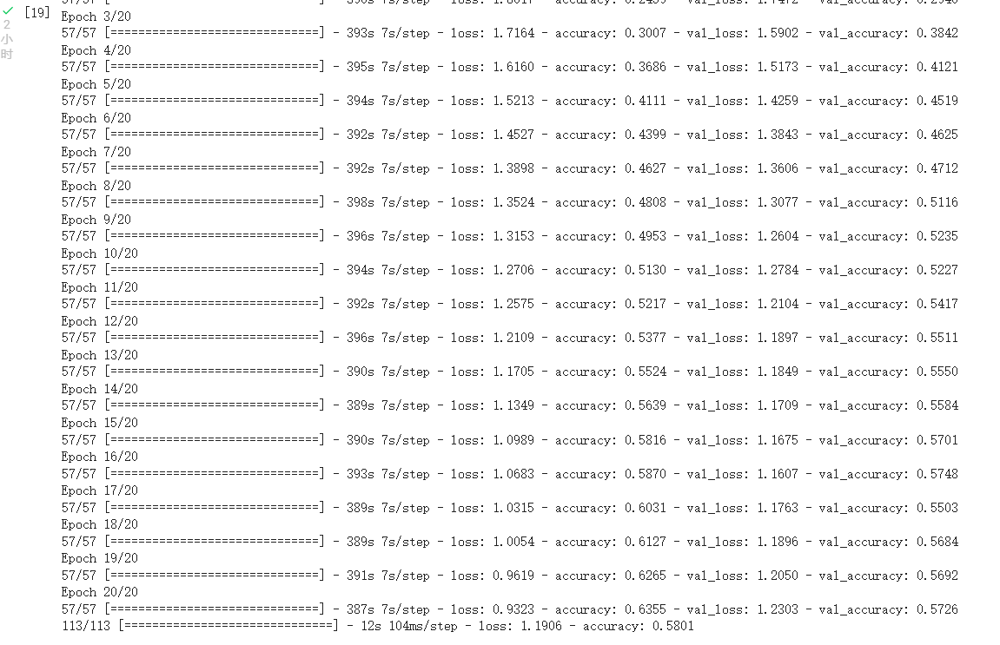 [19]
2
小
时
Epoch 3/20
57/57 [==============================] - 393s 7s/step - loss: 1.7164 - accuracy: 0.3007 - val_loss: 1.5902 - val_accuracy: 0.3842
Epoch 4/20
57/57 [==============================] - 395s 7s/step - loss: 1.6160 - accuracy: 0.3686 - val_loss: 1.5173 - val_accuracy: 0.4121
Epoch 5/20
57/57 [==============================] - 394s 7s/step - loss: 1.5213 - accuracy: 0.4111 - val_loss: 1.4259 - val_accuracy: 0.4519
Epoch 6/20
57/57 [==============================] - 392s 7s/step - loss: 1.4527 - accuracy: 0.4399 - val_loss: 1.3843 - val_accuracy: 0.4625
Epoch 7/20
57/57 [==============================] - 392s 7s/step - loss: 1.3898 - accuracy: 0.4627 - val_loss: 1.3606 - val_accuracy: 0.4712
Epoch 8/20
57/57 [==============================] - 398s 7s/step - loss: 1.3524 - accuracy: 0.4808 - val_loss: 1.3077 - val_accuracy: 0.5116
Epoch 9/20
57/57 [==============================] - 396s 7s/step - loss: 1.3153 - accuracy: 0.4953 - val_loss: 1.2604 - val_accuracy: 0.5235
Epoch 10/20
57/57 [==============================] - 394s 7s/step - loss: 1.2706 - accuracy: 0.5130 - val_loss: 1.2784 - val_accuracy: 0.5227
Epoch 11/20
57/57 [==============================] - 392s 7s/step - loss: 1.2575 - accuracy: 0.5217 - val_loss: 1.2104 - val_accuracy: 0.5417
Epoch 12/20
57/57 [==============================] - 396s 7s/step - loss: 1.2109 - accuracy: 0.5377 - val_loss: 1.1897 - val_accuracy: 0.5511
Epoch 13/20
57/57 [==============================] - 390s 7s/step - loss: 1.1705 - accuracy: 0.5524 - val_loss: 1.1849 - val_accuracy: 0.5550
Epoch 14/20
57/57 [==============================] - 389s 7s/step - loss: 1.1349 - accuracy: 0.5639 - val_loss: 1.1709 - val_accuracy: 0.5584
Epoch 15/20
57/57 [==============================] - 390s 7s/step - loss: 1.0989 - accuracy: 0.5816 - val_loss: 1.1675 - val_accuracy: 0.5701
Epoch 16/20
57/57 [==============================] - 393s 7s/step - loss: 1.0683 - accuracy: 0.5870 - val_loss: 1.1607 - val_accuracy: 0.5748
Epoch 17/20
57/57 [==============================] - 389s 7s/step - loss: 1.0315 - accuracy: 0.6031 - val_loss: 1.1763 - val_accuracy: 0.5503
Epoch 18/20
57/57 [==============================] - 389s 7s/step - loss: 1.0054 - accuracy: 0.6127 - val_loss: 1.1896 - val_accuracy: 0.5684
Epoch 19/20
57/57 [==============================] - 391s 7s/step - loss: 0.9619 - accuracy: 0.6265 - val_loss: 1.2050 - val_accuracy: 0.5692
Epoch 20/20
57/57 [==============================] - 387s 7s/step - loss: 0.9323 - accuracy: 0.6355 - val_loss: 1.2303 - val_accuracy: 0.5726
113/113 [==============================] - 12s 104ms/step - loss: 1.1906 - accuracy: 0.5801